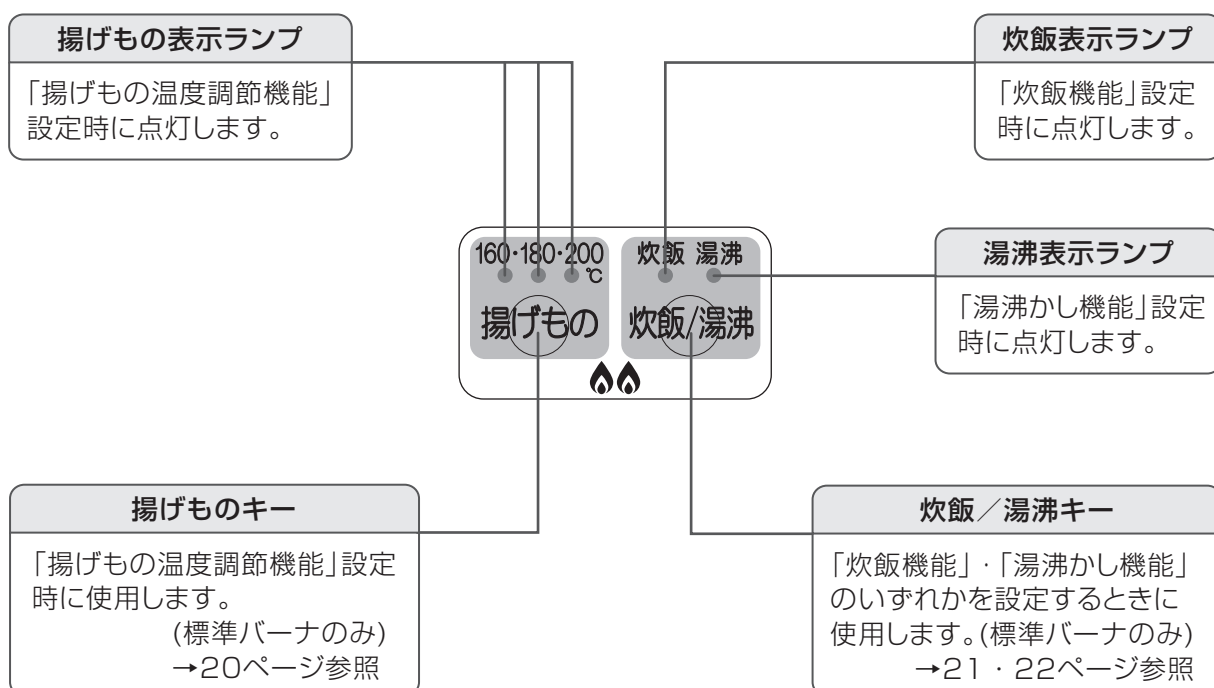 揚げもの表示ランプ
「揚げもの温度調節機能」
設定時に点灯します。
炊飯表示ランプ
「炊飯機能」設定
時に点灯します。
160・180・200
℃
揚げもの
炊飯 湯沸
炊飯/湯沸
湯沸表示ランプ
「湯沸かし機能」設定
時に点灯します。
揚げものキー
「揚げもの温度調節機能」設定
時に使用します。
(標準バーナのみ)
→20ページ参照
炊飯／湯沸キー
「炊飯機能」・「湯沸かし機能」
のいずれかを設定するときに
使用します。(標準バーナのみ)
→21・22ページ参照